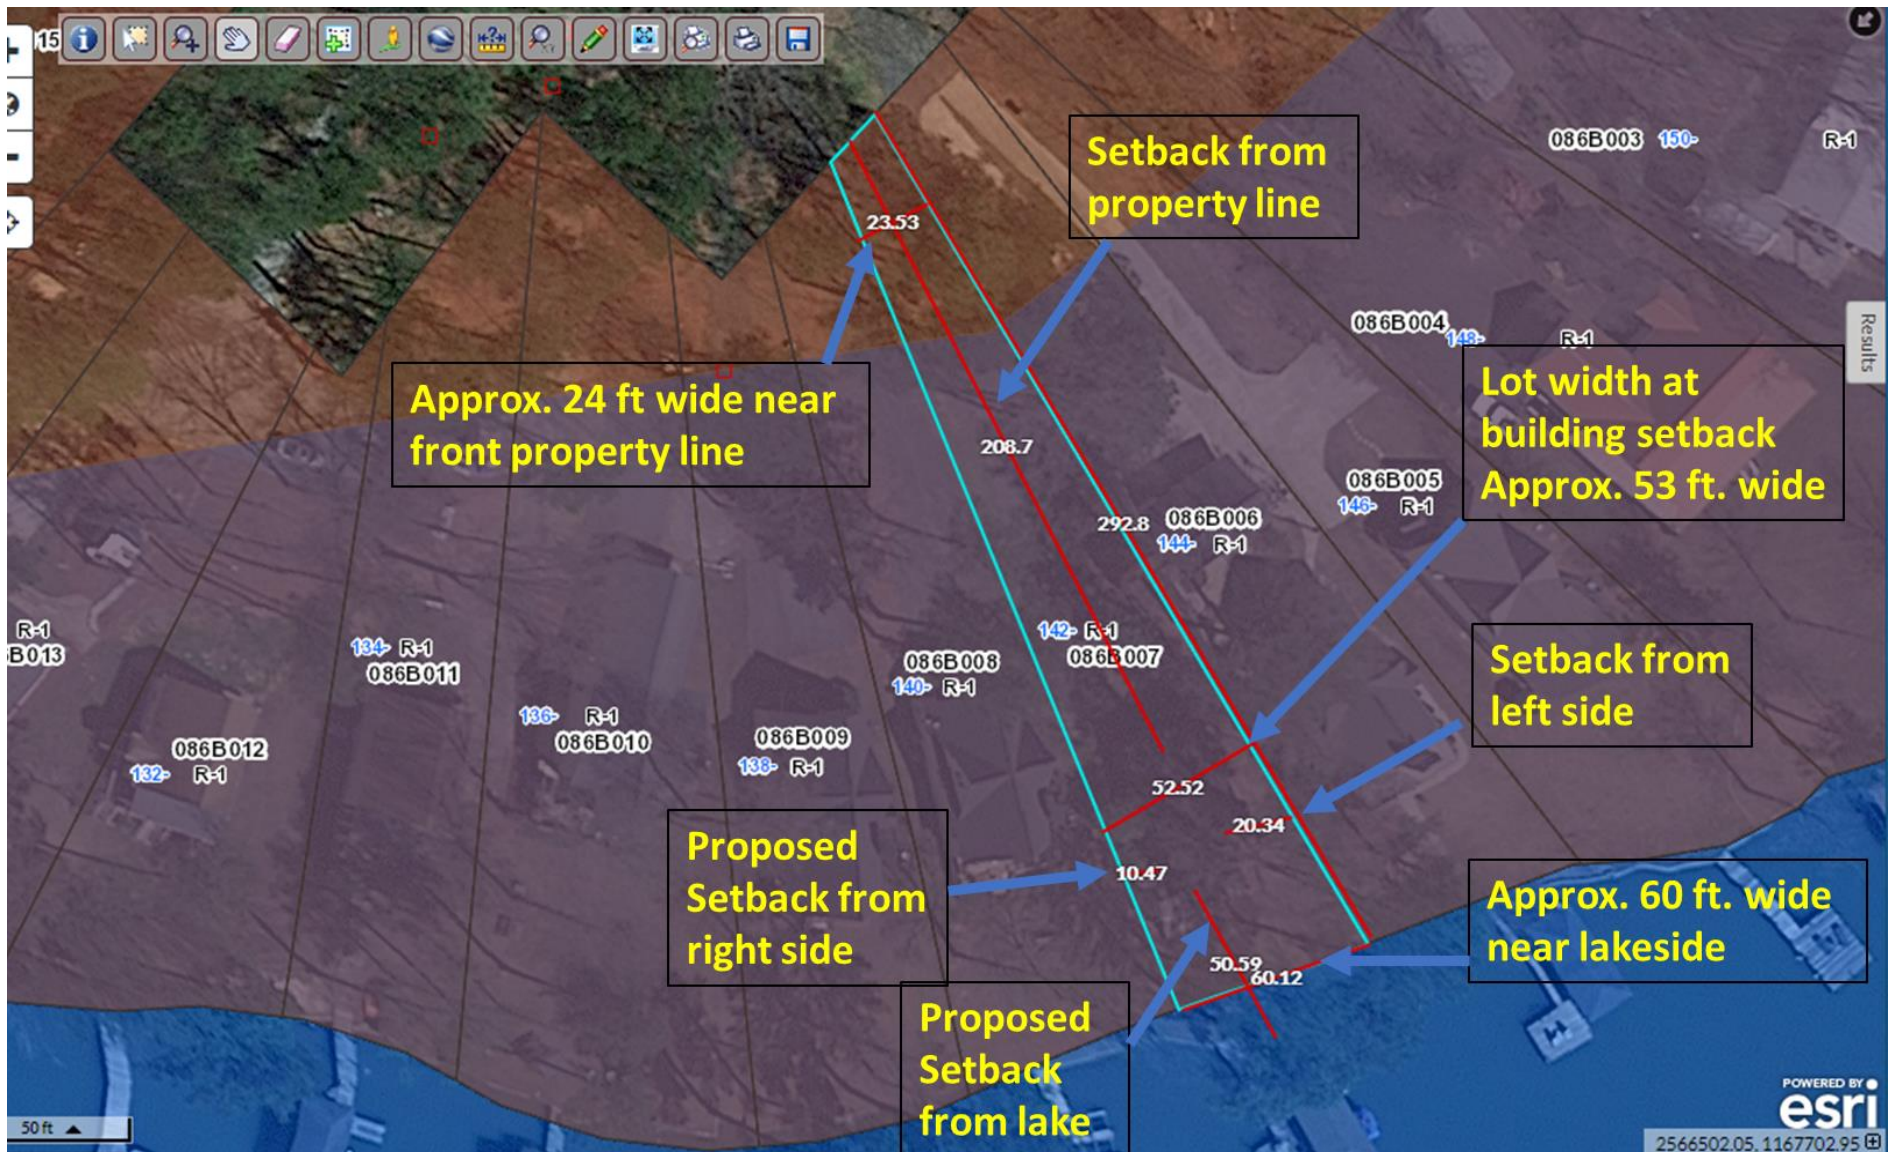 15
086B003 150- R-1
Setback from
property line
23.53
086B004
148- R-1
Approx. 24 ft wide near
front property line
Results
Lot width at
building setback
Approx. 53 ft. wide
208.7
292.8
086B006
144- R-1
086B005
146- R-1
R-1
B013
134- R-1
086B011
142- R-1
086B007
086B008
140- R-1
Setback from
left side
136- R-1
086B010
086B009
138- R-1
086B012
132- R-1
52.52
20.34
Proposed
Setback from
right side
10.47
Approx. 60 ft. wide
near lakeside
50.59
60.12
Proposed
Setback
from lake
50 ft
POWERED BY
esri
2566502.05, 1167702.95